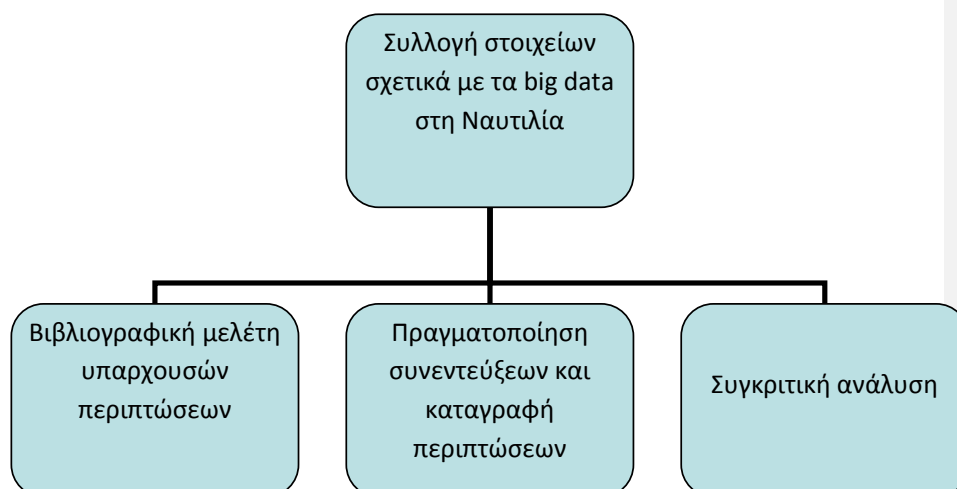 Συλλογή στοιχείων
σχετικά με τα big data
στη Ναυτιλία
Βιβλιογραφική μελέτη
υπαρχουσών
περιπτώσεων
Πραγματοποίηση
συνεντεύξεων και
καταγραφή
περιπτώσεων
Συγκριτική ανάλυση